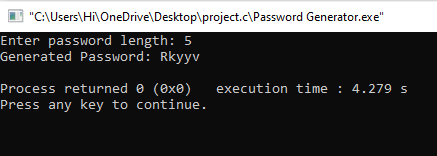 "C:\Users\Hi\OneDrive\Desktop\project.c\Password Generator.exe"
Enter password length: 5
Generated Password: Rkyyv
Process returned 0 (0x0)   execution time : 4.279 s
Press any key to continue.